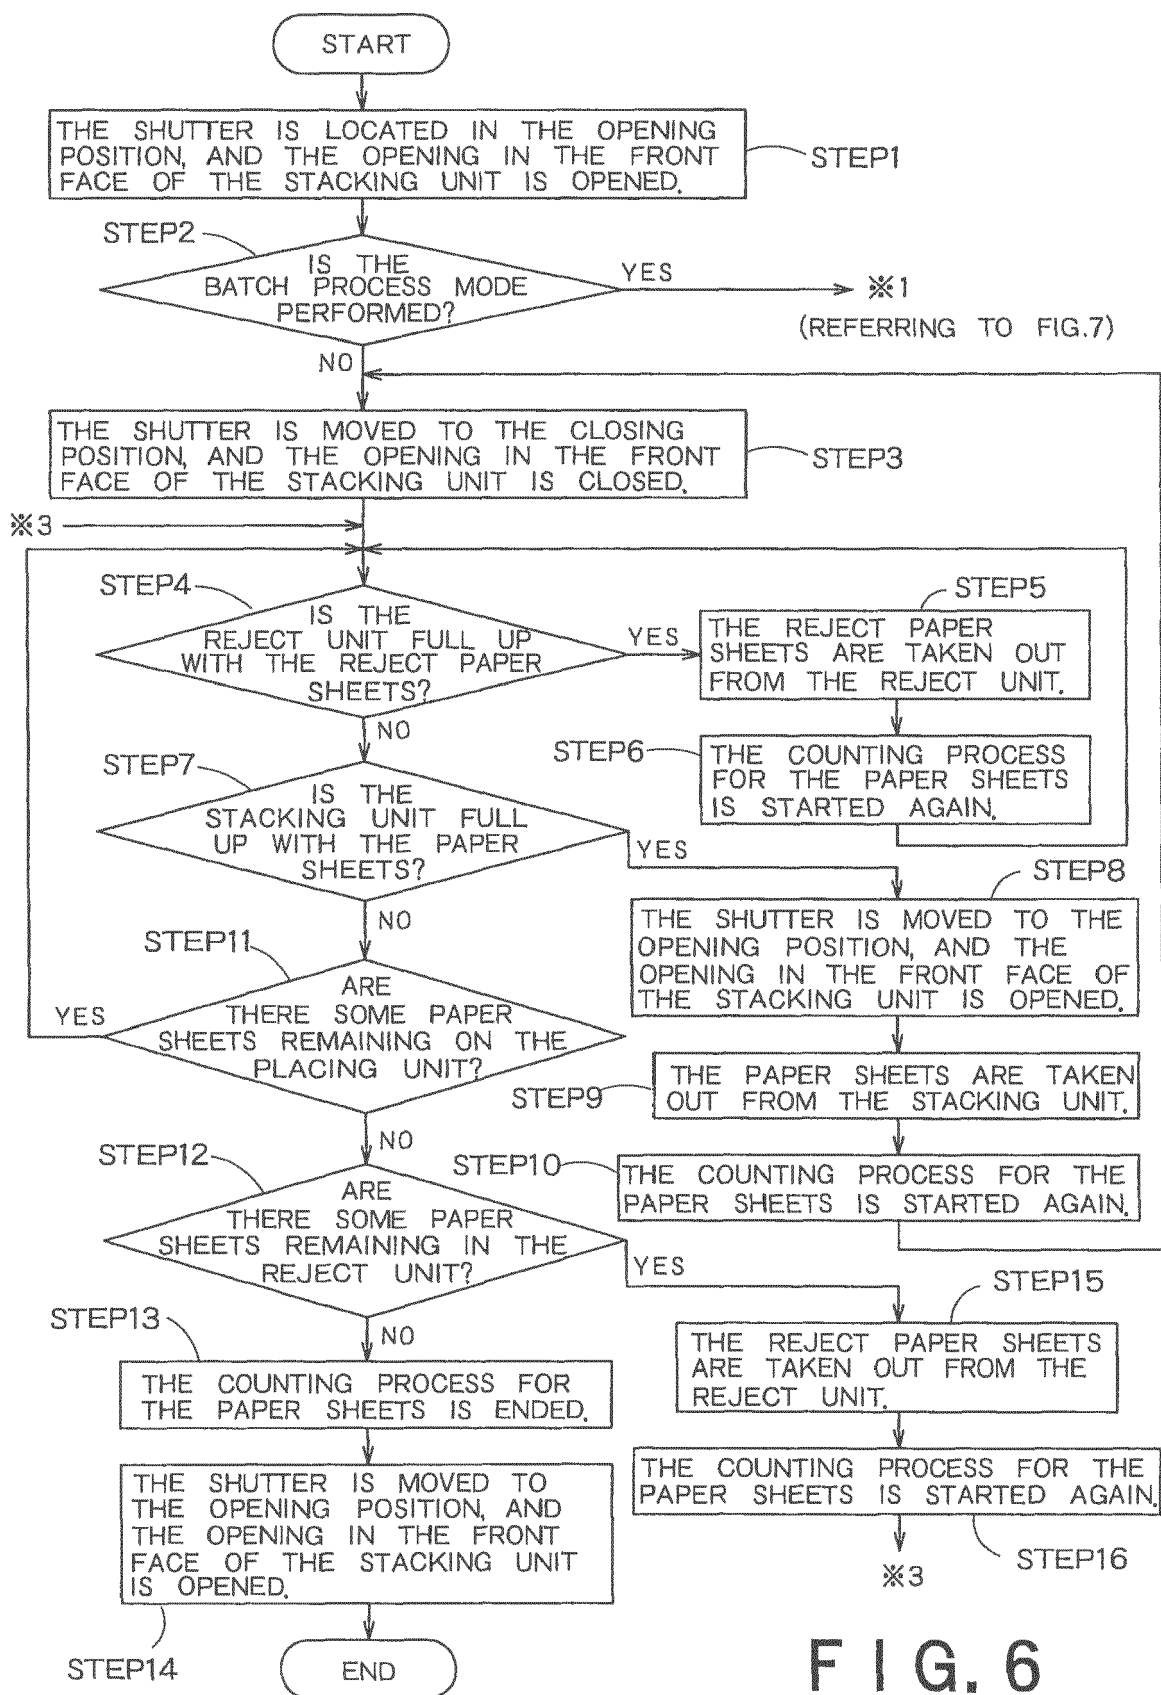 START
THE SHUTTER IS LOCATED IN THE OPENING
POSITION, AND THE OPENING IN THE FRONT
FACE OF THE STACKING UNIT IS OPENED.
STEP1
STEP2
IS THE
BATCH PROCESS MODE
PERFORMED?
YES
※1
(REFERRING TO FIG.7)
NO
THE SHUTTER IS MOVED TO THE CLOSING
POSITION, AND THE OPENING IN THE FRONT
FACE OF THE STACKING UNIT IS CLOSED.
STEP3
※3
STEP4
IS THE
REJECT UNIT FULL UP
WITH THE REJECT PAPER
SHEETS?
YES
STEP5
THE REJECT PAPER
SHEETS ARE TAKEN OUT
FROM THE REJECT UNIT.
NO
STEP6
THE COUNTING PROCESS
FOR THE PAPER SHEETS
IS STARTED AGAIN.
STEP7
IS THE
STACKING UNIT FULL
UP WITH THE PAPER
SHEETS?
YES
STEP8
THE SHUTTER IS MOVED TO THE
OPENING POSITION, AND THE
OPENING IN THE FRONT FACE OF
THE STACKING UNIT IS OPENED.
NO
STEP11
ARE
THERE SOME PAPER
SHEETS REMAINING ON THE
PLACING UNIT?
YES
STEP9
THE PAPER SHEETS ARE TAKEN
OUT FROM THE STACKING UNIT.
NO
STEP10
THE COUNTING PROCESS FOR THE
PAPER SHEETS IS STARTED AGAIN.
STEP12
ARE
THERE SOME PAPER
SHEETS REMAINING IN THE
REJECT UNIT?
YES
STEP15
THE REJECT PAPER SHEETS
ARE TAKEN OUT FROM THE
REJECT UNIT.
NO
STEP13
THE COUNTING PROCESS FOR
THE PAPER SHEETS IS ENDED.
THE COUNTING PROCESS FOR THE
PAPER SHEETS IS STARTED AGAIN.
STEP16
※3
THE SHUTTER IS MOVED TO
THE OPENING POSITION, AND
THE OPENING IN THE FRONT
FACE OF THE STACKING UNIT
IS OPENED.
STEP14
END
FIG. 6